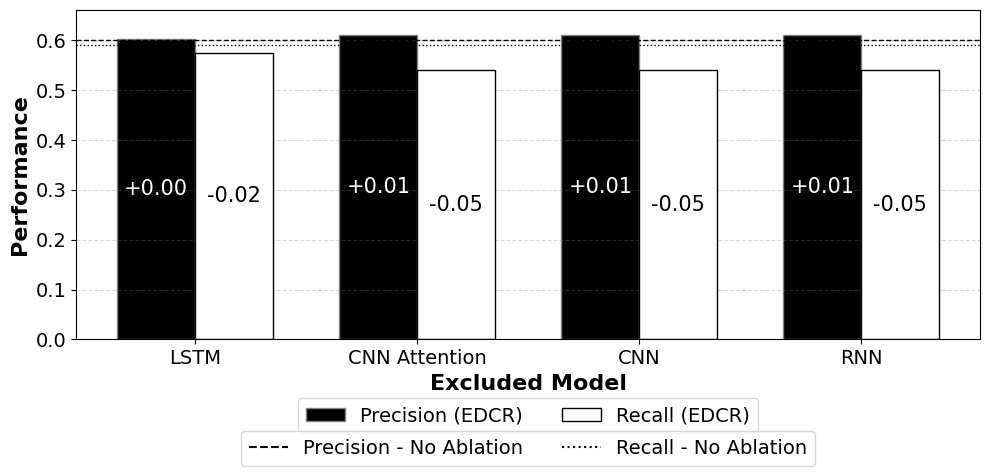 Performance
0.6
0.5
0.4
0.3
0.2
0.1
0.0
+0.00
-0.02
+0.01
-0.05
+0.01
-0.05
+0.01
-0.05
LSTM
CNN Attention
CNN
RNN
Excluded Model
Precision (EDCR)
Recall (EDCR)
Precision - No Ablation
Recall - No Ablation